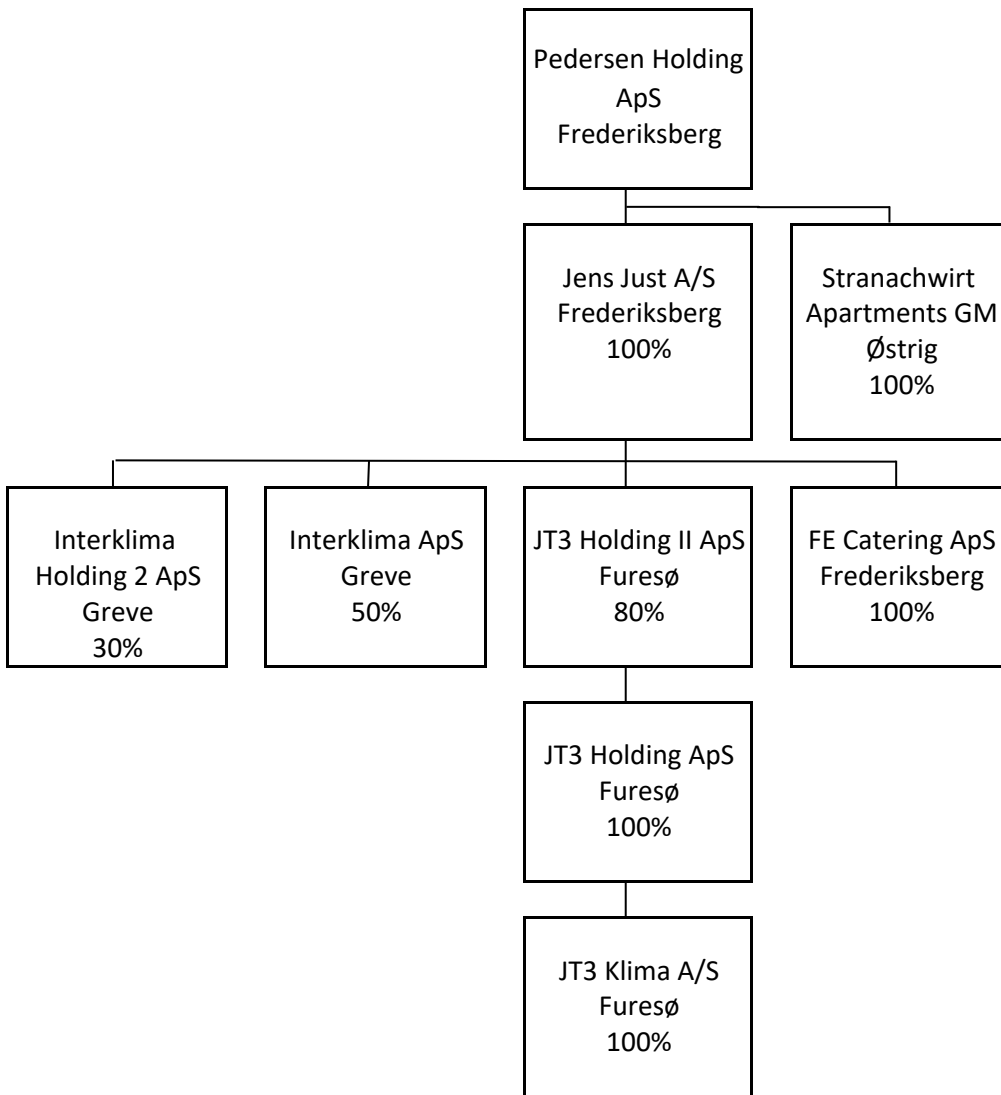 Pedersen Holding
ApS
Frederiksberg
Jens Just A/S
Frederiksberg
100%
Stranachwirt
Apartments GM
Østrig
100%
Interklima
Holding 2 ApS
Greve
30%
Interklima ApS
Greve
50%
JT3 Holding II ApS
Furesø
80%
FE Catering ApS
Frederiksberg
100%
JT3 Holding ApS
Furesø
100%
JT3 Klima A/S
Furesø
100%